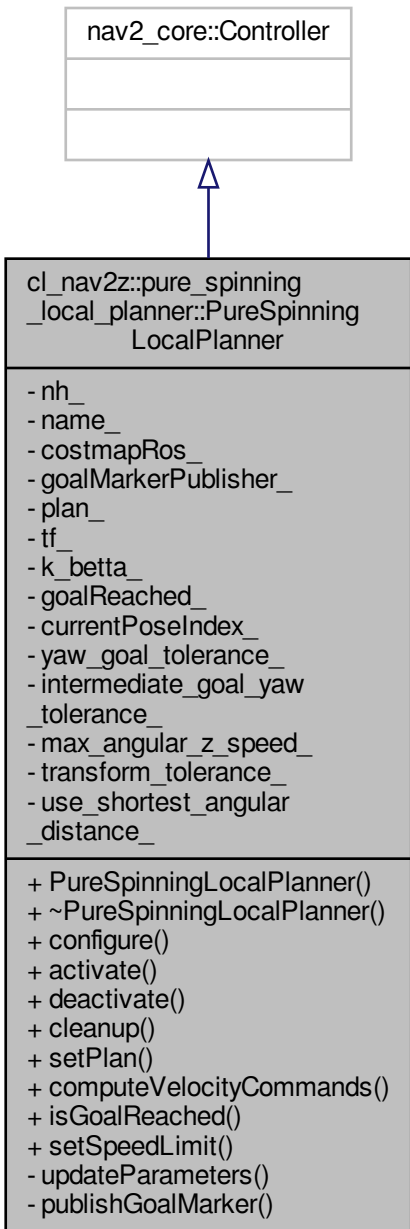 nav2_core::Controller
cl_nav2z::pure_spinning
_local_planner::PureSpinning
LocalPlanner
- nh_
- name_
- costmapRos_
- goalMarkerPublisher_
- plan_
- tf_
- k_betta_
- goalReached_
- currentPoseIndex_
- yaw_goal_tolerance_
- intermediate_goal_yaw
_tolerance_
- max_angular_z_speed_
- transform_tolerance_
- use_shortest_angular
_distance_
+ PureSpinningLocalPlanner()
+ ~PureSpinningLocalPlanner()
+ configure()
+ activate()
+ deactivate()
+ cleanup()
+ setPlan()
+ computeVelocityCommands()
+ isGoalReached()
+ setSpeedLimit()
- updateParameters()
- publishGoalMarker()